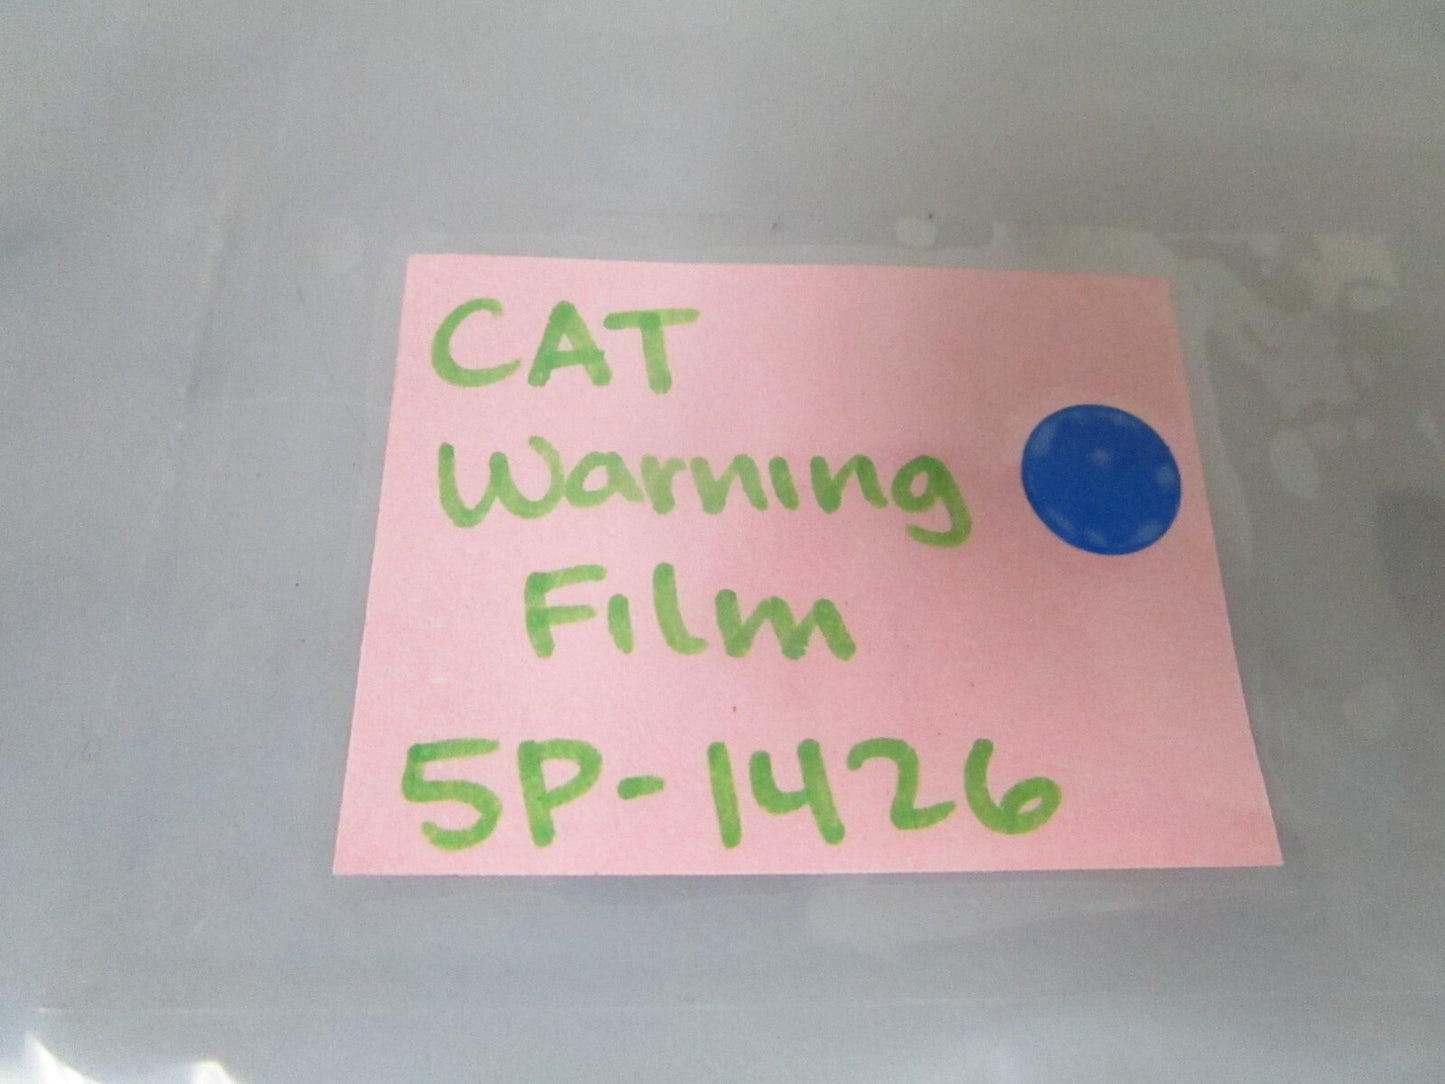 CAT
Warning
Film
5P-1426